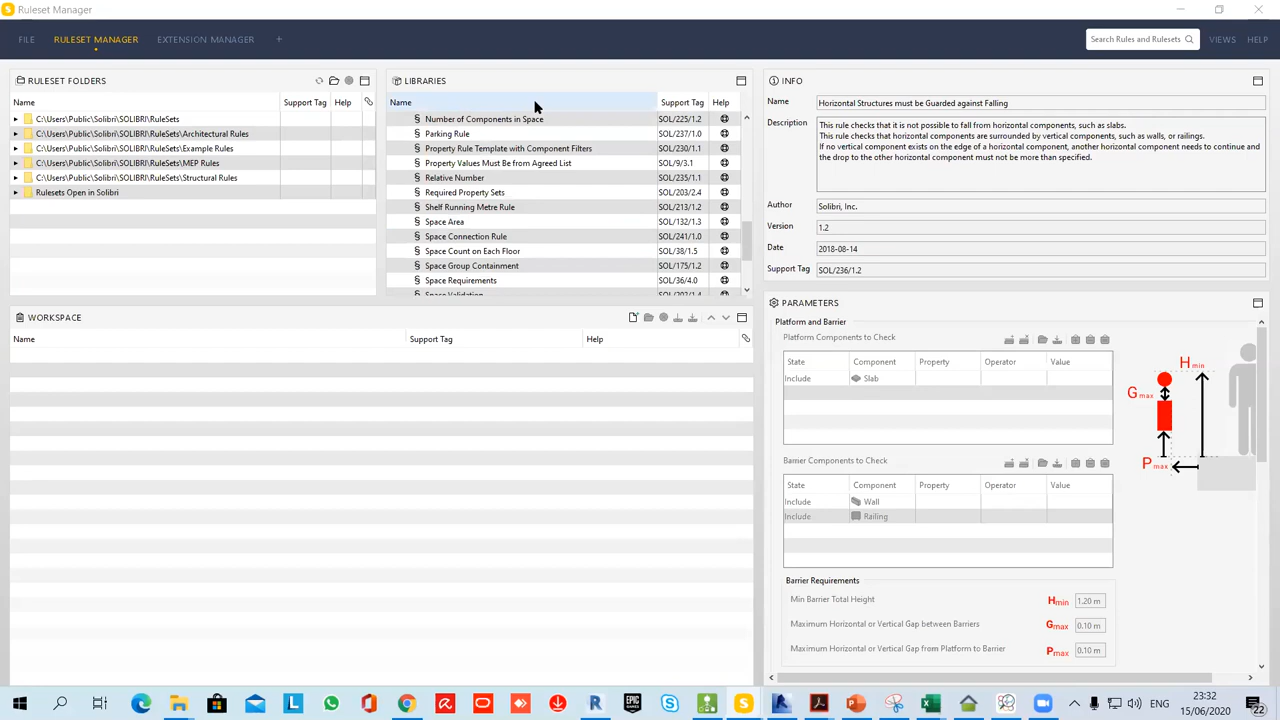 Ruleset Manager
FILE RULESET MANAGER EXTENSION MANAGER + Search Rules and Rulesets VIEWS HELP
RULESET FOLDERS
Name Support Tag Help
C:\Users\Public\Solibri\SOLIBRI\RuleSets
C:\Users\Public\Solibri\SOLIBRI\RuleSets\Architectural Rules
C:\Users\Public\Solibri\SOLIBRI\RuleSets\Example Rules
C:\Users\Public\Solibri\SOLIBRI\RuleSets\MEP Rules
C:\Users\Public\Solibri\SOLIBRI\RuleSets\Structural Rules
Rulesets Open in Solibri
LIBRARIES
Name Support Tag Help
§ Number of Components in Space SOL/225/1.2
§ Parking Rule SOL/237/1.0
§ Property Rule Template with Component Filters SOL/230/1.1
§ Property Values Must be from Agreed List SOL/9/3.1
§ Relative Number SOL/235/1.1
§ Required Property Sets SOL/203/2.4
§ Shelf Running Metre Rule SOL/213/1.2
§ Space Area SOL/132/1.3
§ Space Connection Rule SOL/241/1.0
§ Space Count on Each Floor SOL/38/1.5
§ Space Group Containment SOL/175/1.2
§ Space Requirements SOL/36/4.0
§ Space Validation SOL/202/1.4
WORKSPACE
Name Support Tag Help
INFO
Name Horizontal Structures must be Guarded against Falling
Description This rule checks that it is not possible to fall from horizontal components, such as slabs.
This rule checks that horizontal components are surrounded by vertical components, such as walls, or railings.
If no vertical component exists on the edge of a horizontal component, another horizontal component needs to continue and
the drop to the other horizontal component must not be more than specified.
Author Solibri, Inc.
Version 1.2
Date 2018-08-14
Support Tag SOL/236/1.2
PARAMETERS
Platform and Barrier
Platform Components to Check
State Component Property Operator Value
Include Slab
Barrier Components to Check
State Component Property Operator Value
Include Wall
Include Railing
H min
G max
P max
Barrier Requirements
Min Barrier Total Height Hmin 1.20 m
Maximum Horizontal or Vertical Gap between Barriers Gmax 0.10 m
Maximum Horizontal or Vertical Gap from Platform to Barrier Pmax 0.10 m
ENG
23:32
15/06/2020
22